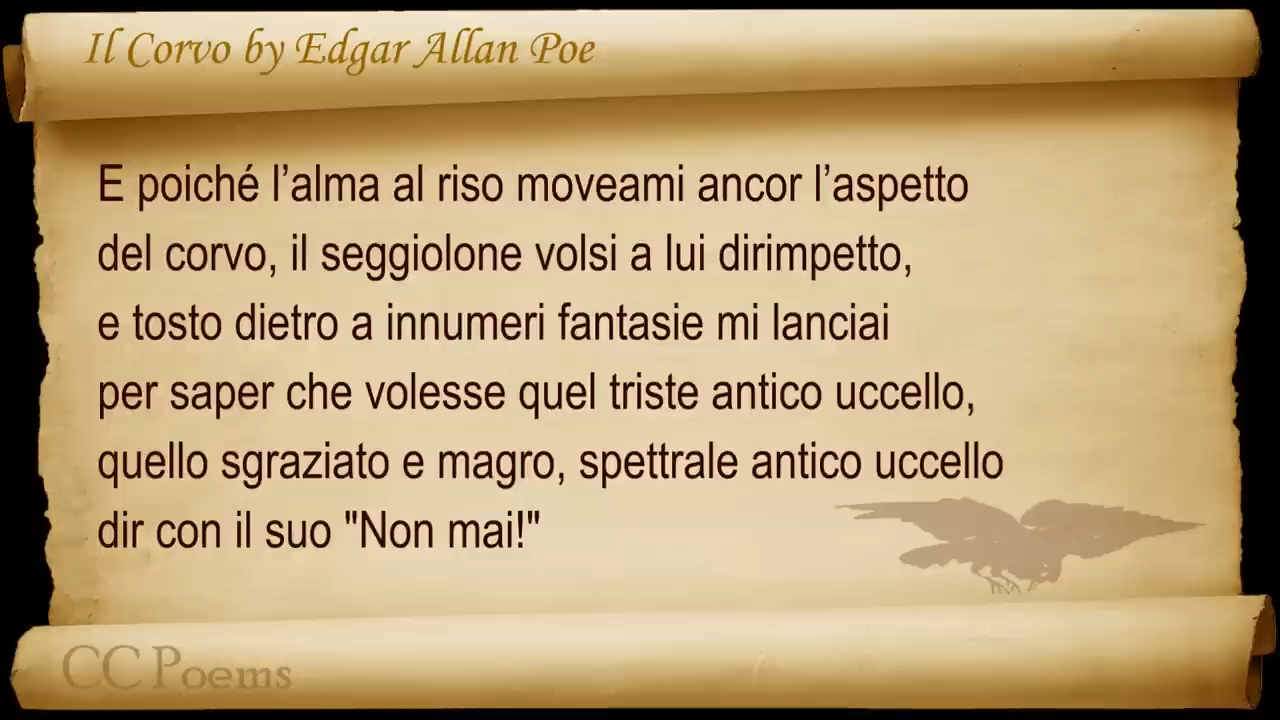 Il Corvo by Edgar Allan Poe
E poiché l’alma al riso moveami ancor l’aspetto
del corvo, il seggiolone volsi a lui dirimpetto,
e tosto dietro a innumeri fantasie mi lanciai
per saper che volesse quel triste antico uccello,
quello sgraziato e magro, spettrale antico uccello
dir con il suo "Non mai!"
CC Poems